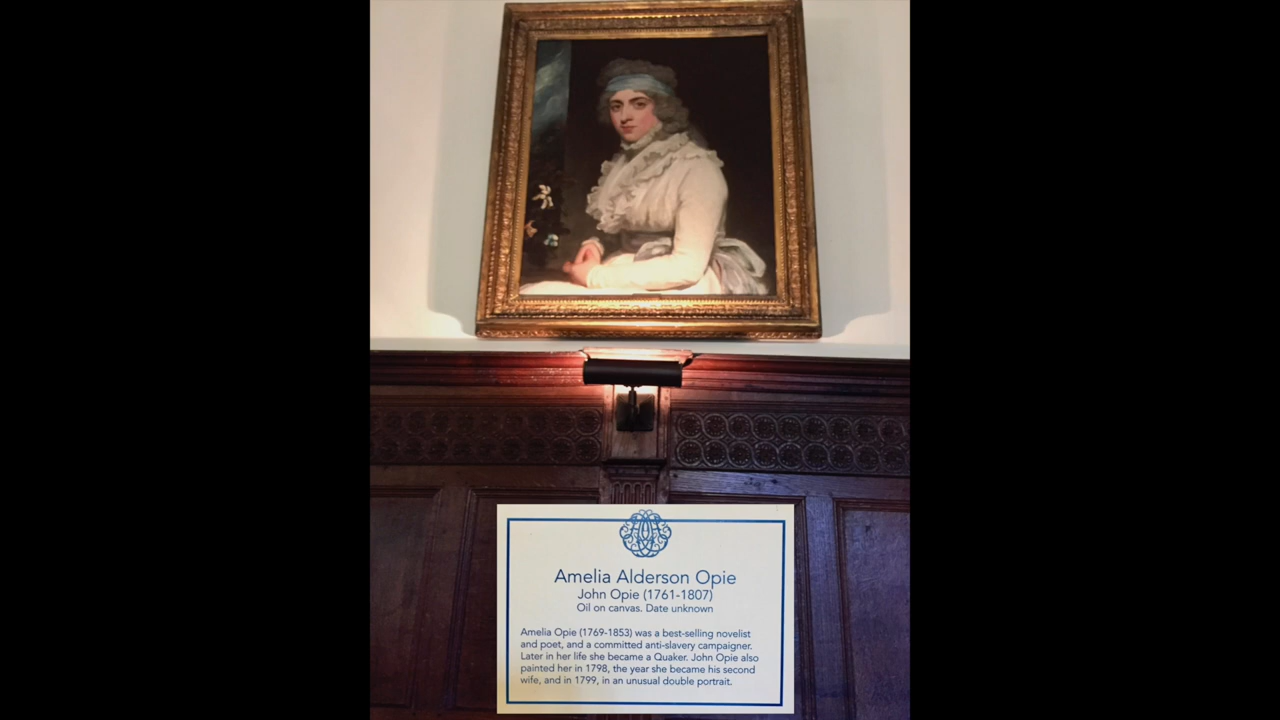 Amelia Alderson Opie
John Opie (1761-1807)
Oil on canvas. Date unknown
Amelia Opie (1769-1853) was a best-selling novelist
and poet, and a committed anti-slavery campaigner.
Later in her life she became a Quaker. John Opie also
painted her in 1798, the year she became his second
wife, and in 1799, in an unusual double portrait.